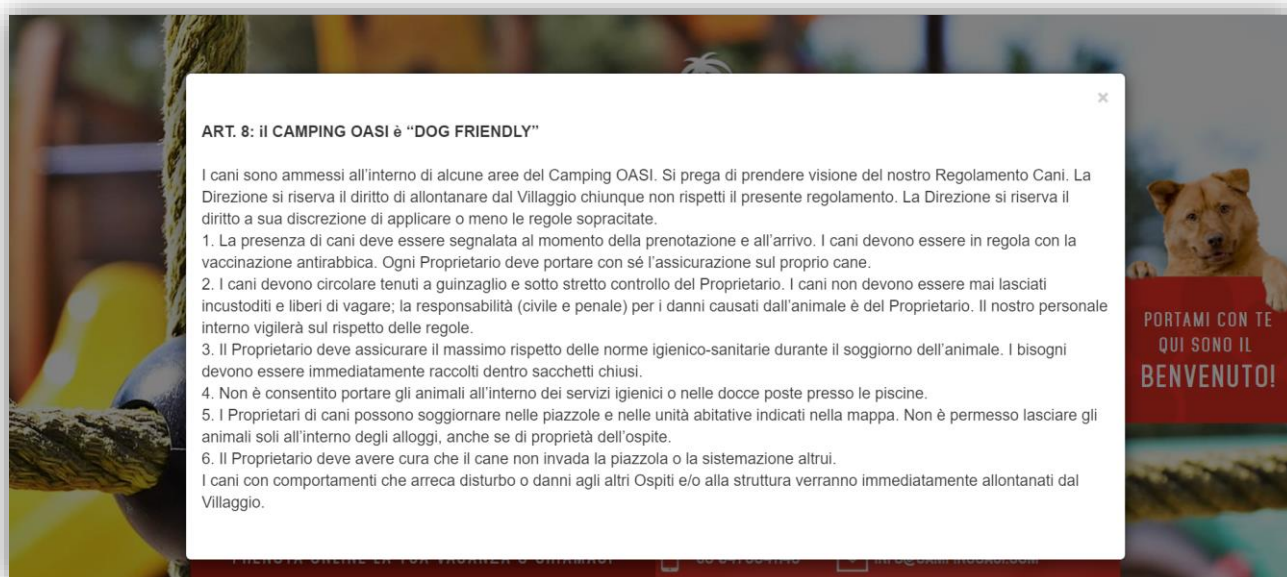 ×
ART. 8: il CAMPING OASI è “DOG FRIENDLY”
I cani sono ammessi all’interno di alcune aree del Camping OASI. Si prega di prendere visione del nostro Regolamento Cani. La
Direzione si riserva il diritto di allontanare dal Villaggio chiunque non rispetti il presente regolamento. La Direzione si riserva il
diritto a sua discrezione di applicare o meno le regole sopracitate.
1. La presenza di cani deve essere segnalata al momento della prenotazione e all’arrivo. I cani devono essere in regola con la
vaccinazione antirabbica. Ogni Proprietario deve portare con sé l’assicurazione sul proprio cane.
2. I cani devono circolare tenuti a guinzaglio e sotto stretto controllo del Proprietario. I cani non devono essere mai lasciati
incustoditi e liberi di vagare; la responsabilità (civile e penale) per i danni causati dall’animale è del Proprietario. Il nostro personale
interno vigilerà sul rispetto delle regole.
3. Il Proprietario deve assicurare il massimo rispetto delle norme igienico-sanitarie durante il soggiorno dell’animale. I bisogni
devono essere immediatamente raccolti dentro sacchetti chiusi.
4. Non è consentito portare gli animali all’interno dei servizi igienici o nelle docce poste presso le piscine.
5. I Proprietari di cani possono soggiornare nelle piazzole e nelle unità abitative indicati nella mappa. Non è permesso lasciare gli
animali soli all’interno degli alloggi, anche se di proprietà dell’ospite.
6. Il Proprietario deve avere cura che il cane non invada la piazzola o la sistemazione altrui.
I cani con comportamenti che arreca disturbo o danni agli altri Ospiti e/o alla struttura verranno immediatamente allontanati dal
Villaggio.
PORTAMI CON TE
QUI SONO IL
BENVENUTO!